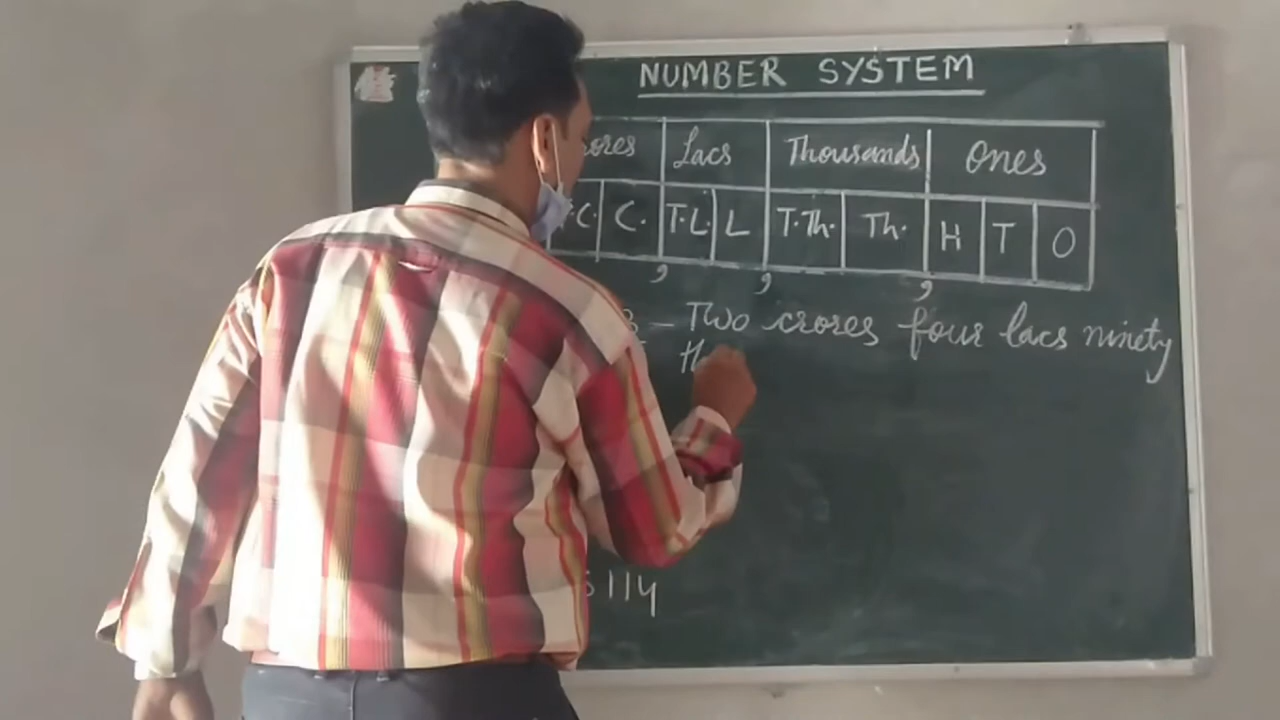 NUMBER SYSTEM
Lacs Thousands Ones
C. T.L. L T.Th. Th. H T O
, , ,
– Two crores four lacs ninety
114